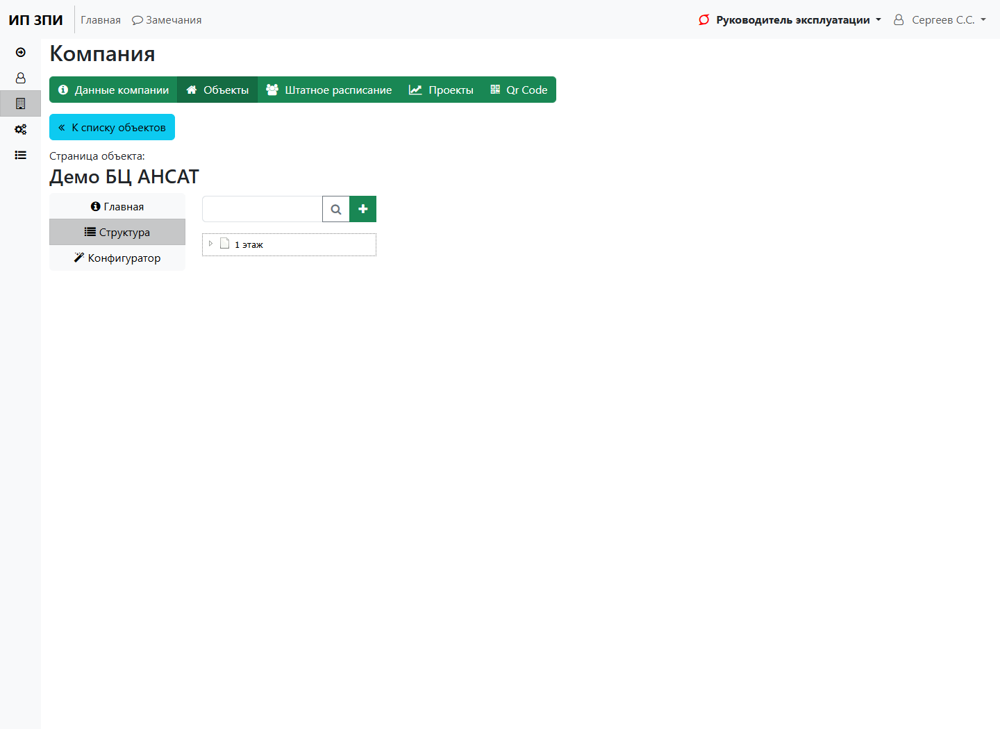 ИП ЗПИ Главная Замечания Руководитель эксплуатации Сергеев С.С.
Компания
Данные компании Объекты Штатное расписание Проекты Qr Code
К списку объектов
Страница объекта:
Демо БЦ АНСАТ
Главная
Структура
Конфигуратор
1 этаж